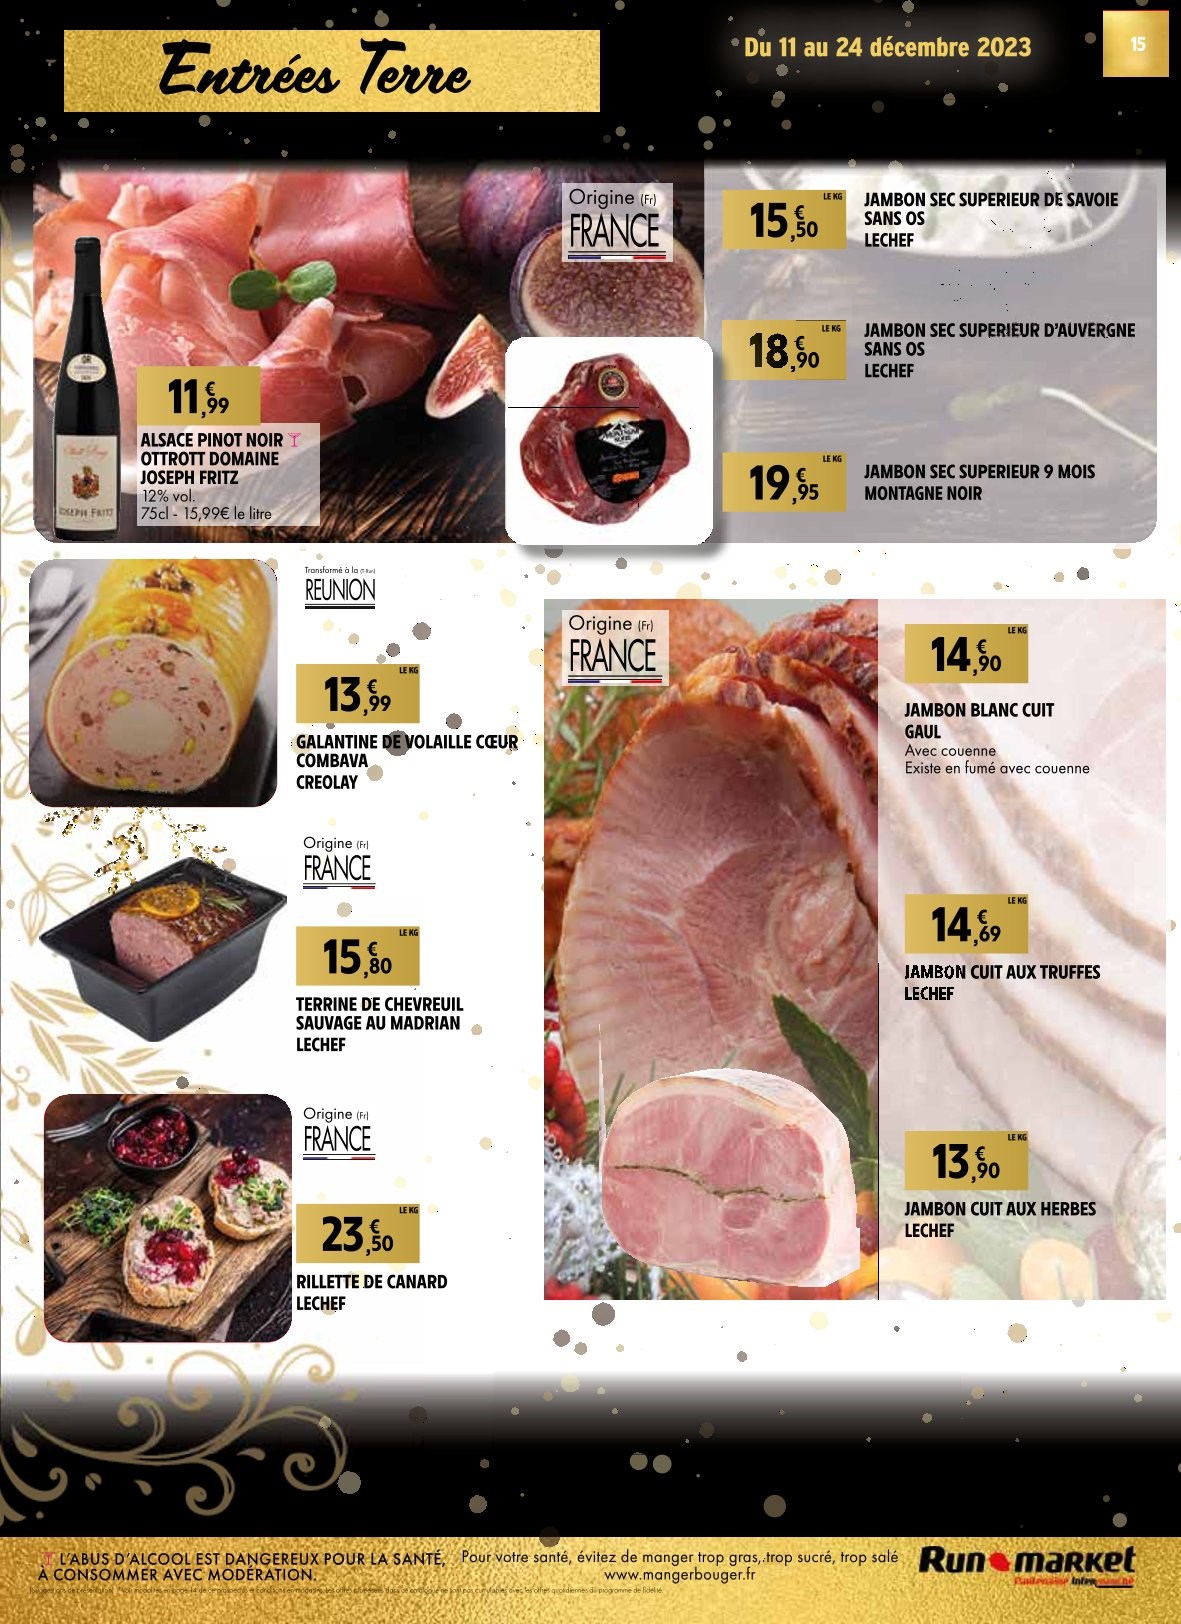 Entrées Terre
Du 11 au 24 décembre 2023
15
Origine (Fr)
FRANCE
15€,50 LE KG
JAMBON SEC SUPERIEUR DE SAVOIE
SANS OS
LECHEF
18€,90 LE KG
JAMBON SEC SUPERIEUR D'AUVERGNE
SANS OS
LECHEF
19€,95 LE KG
JAMBON SEC SUPERIEUR 9 MOIS
MONTAGNE NOIR
11€,99
ALSACE PINOT NOIR
OTTROTT DOMAINE
JOSEPH FRITZ
12% vol.
75cl - 15,99€ le litre
JOSEPH FRITZ
MONTAGNE
NOIRE
Transformé à la
REUNION
13€,99 LE KG
GALANTINE DE VOLAILLE CŒUR
COMBAVA
CREOLAY
Origine (Fr)
FRANCE
15€,80 LE KG
TERRINE DE CHEVREUIL
SAUVAGE AU MADRIAN
LECHEF
Origine (Fr)
FRANCE
23€,50 LE KG
RILLETTE DE CANARD
LECHEF
Origine (Fr)
FRANCE
14€,90 LE KG
JAMBON BLANC CUIT
GAUL
Avec couenne
Existe en fumé avec couenne
14€,69 LE KG
JAMBON CUIT AUX TRUFFES
LECHEF
13€,90 LE KG
JAMBON CUIT AUX HERBES
LECHEF
L'ABUS D'ALCOOL EST DANGEREUX POUR LA SANTÉ,
À CONSOMMER AVEC MODÉRATION.
Pour votre santé, évitez de manger trop gras, trop sucré, trop salé
www.mangerbouger.fr
Run market
Partenaire Intermarché